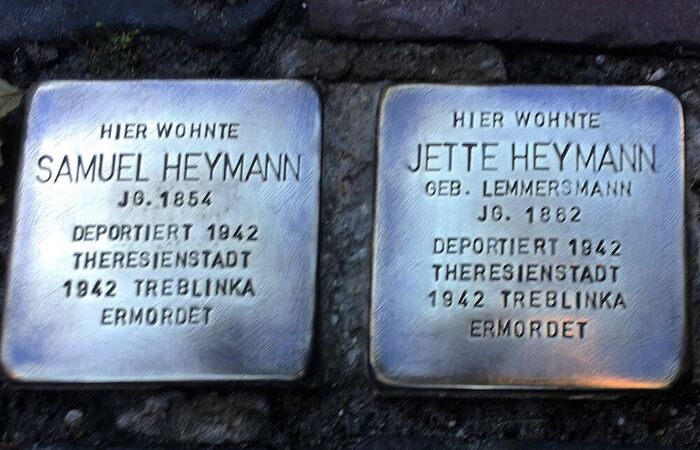 HIER WOHNTE
SAMUEL HEYMANN
JG. 1854
DEPORTIERT 1942
THERESIENSTADT
1942 TREBLINKA
ERMORDET
HIER WOHNTE
JETTE HEYMANN
GEB. LEMMERSMANN
JG. 1862
DEPORTIERT 1942
THERESIENSTADT
1942 TREBLINKA
ERMORDET